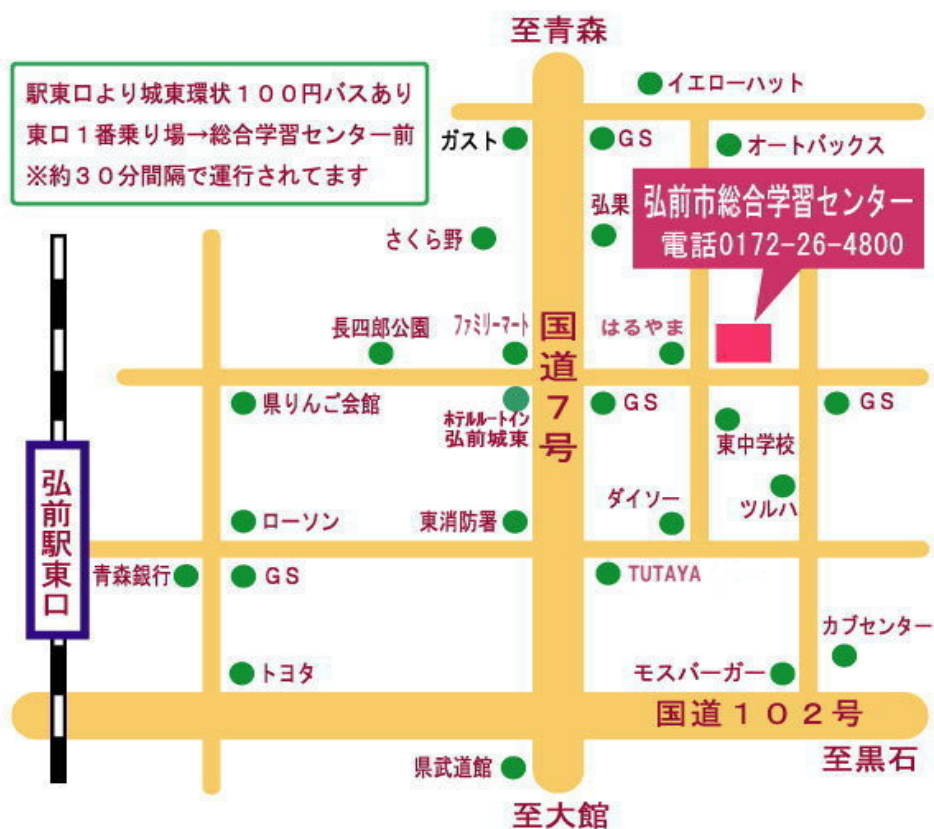 至青森
駅東口より城東環状１００円バスあり
東口１番乗り場→総合学習センター前
※約３０分間隔で運行されてます
イエローハット
ガスト
ＧＳ
オートバックス
弘果
弘前市総合学習センター
電話0172-26-4800
さくら野
長四郎公園
ファミリーマート
国道７号
はるやま
県りんご会館
ホテルルートイン
弘前城東
ＧＳ
東中学校
ＧＳ
弘前駅東口
ローソン
東消防署
ダイソー
ツルハ
青森銀行
ＧＳ
TUTAYA
カブセンター
トヨタ
モスバーガー
国道１０２号
至黒石
県武道館
至大館